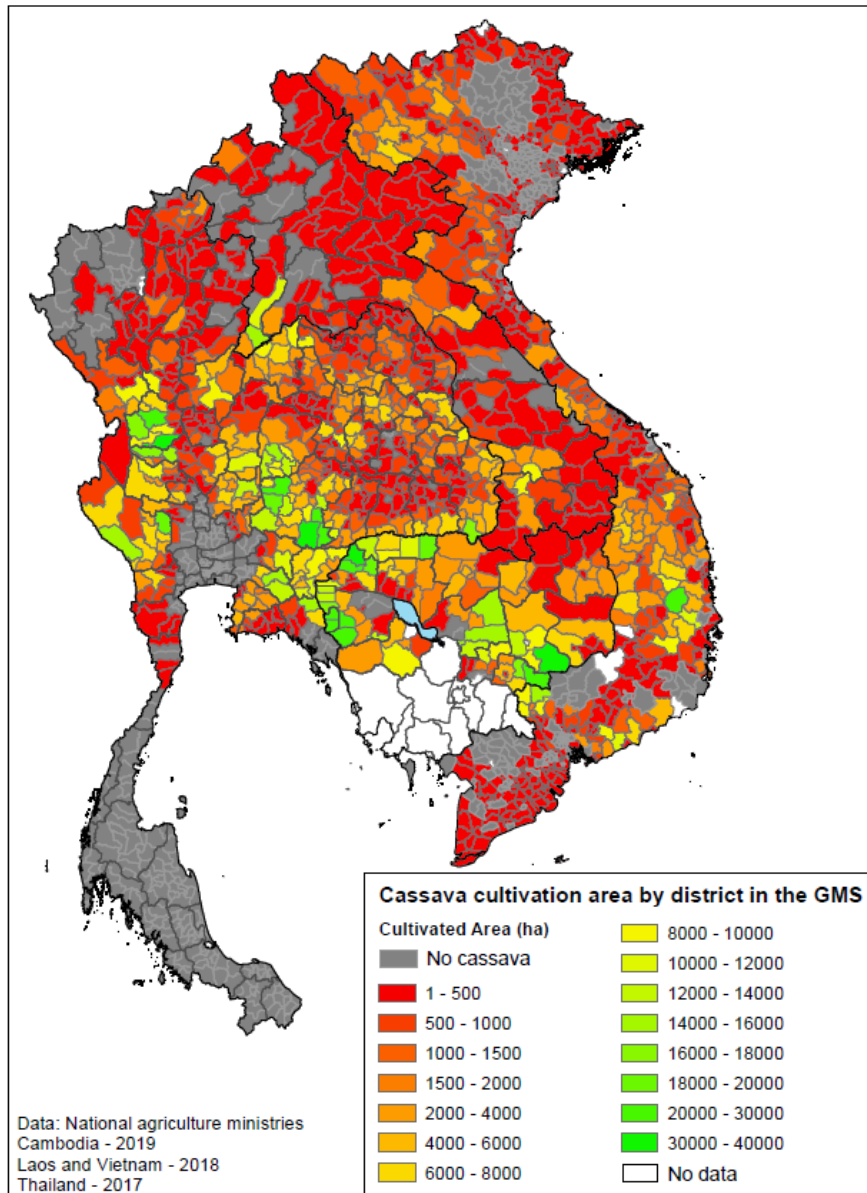 Cassava cultivation area by district in the GMS
Cultivated Area (ha)
No cassava
1 - 500
500 - 1000
1000 - 1500
1500 - 2000
2000 - 4000
4000 - 6000
6000 - 8000
8000 - 10000
10000 - 12000
12000 - 14000
14000 - 16000
16000 - 18000
18000 - 20000
20000 - 30000
30000 - 40000
No data
Data: National agriculture ministries
Cambodia - 2019
Laos and Vietnam - 2018
Thailand - 2017